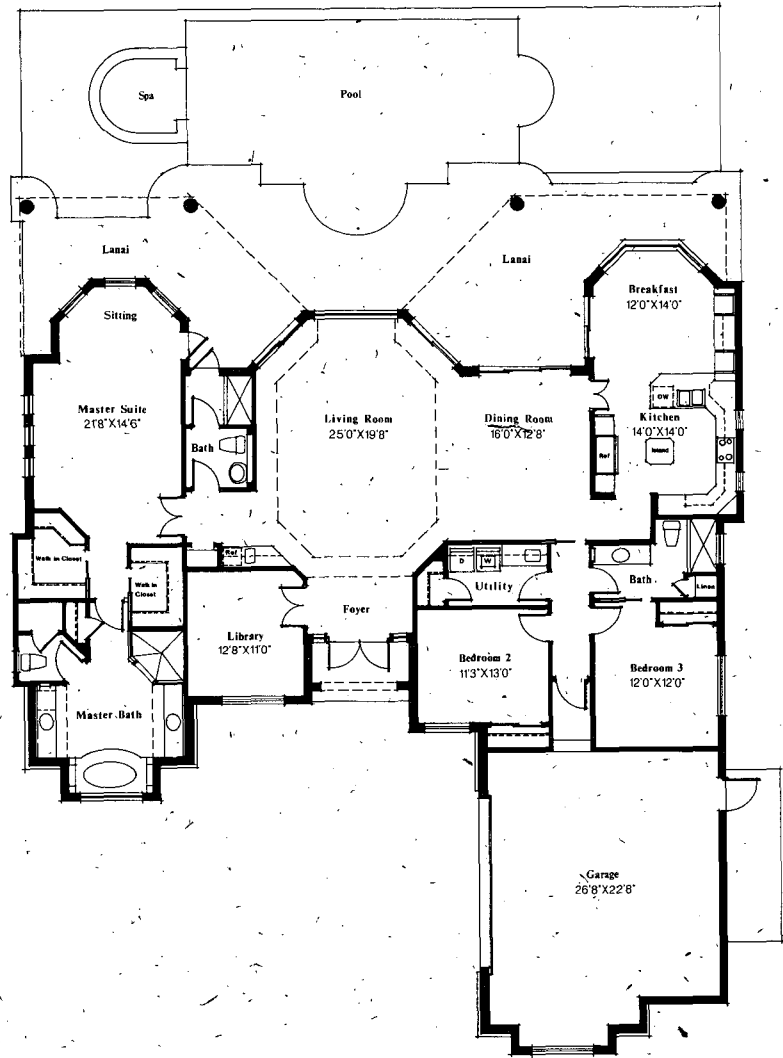 Spa
Pool
Lanai
Lanai
Sitting
Breakfast
12'0"X14'0"
Master Suite
21'8"X14'6"
Living Room
25'0"X19'8"
Dining Room
16'0"X12'8"
DW
Kitchen
14'0"X14'0"
Island
Ref
Bath
Walk in Closet
Ref
D
W
Utility
Bath
Linen
Walk in
Closet
Foyer
Library
12'8"X11'0"
Bedroom 2
11'3"X13'0"
Bedroom 3
12'0"X12'0"
Master Bath
Garage
26'8"X22'8"